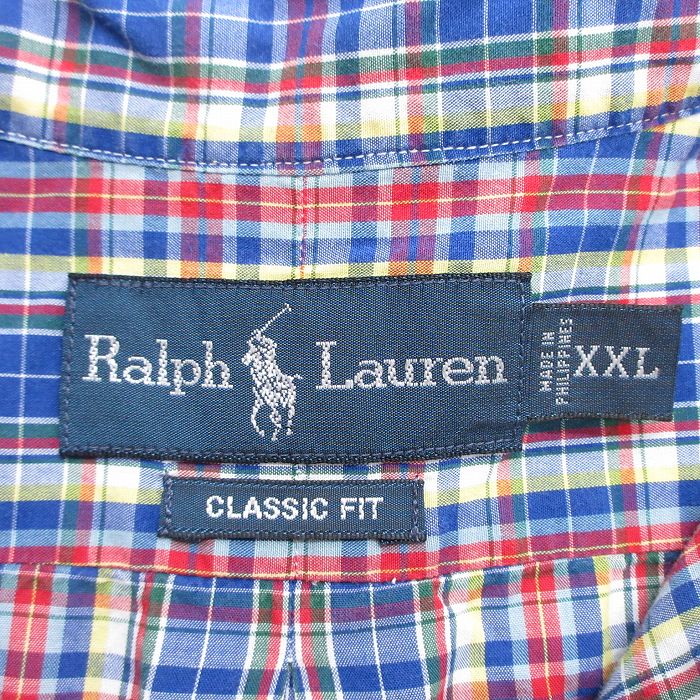 Ralph Lauren
MADE IN
PHILIPPINES
XXL
CLASSIC FIT